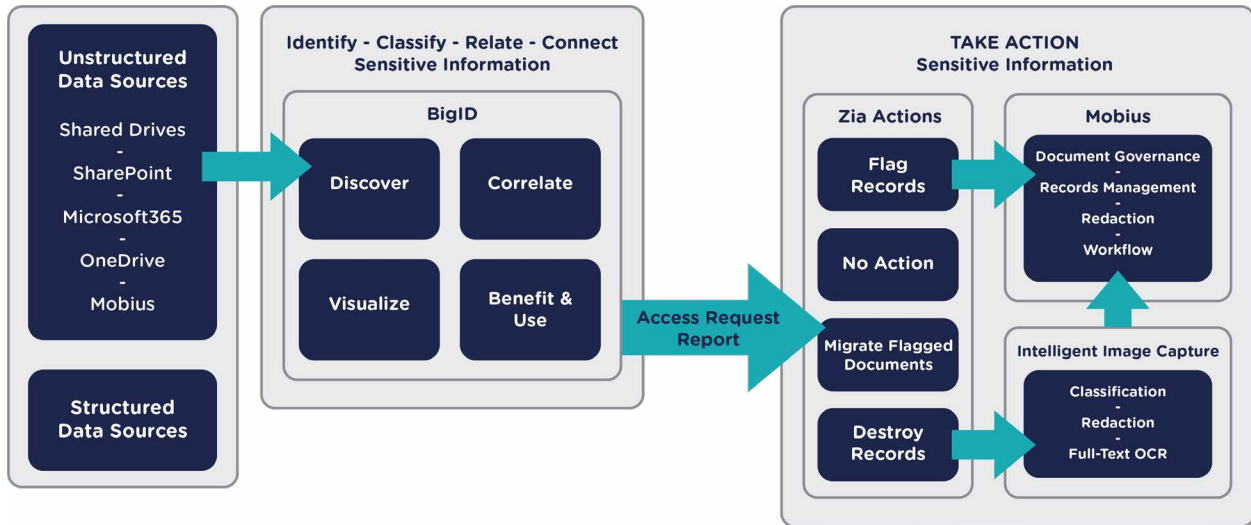 Unstructured
Data Sources
Shared Drives
-
SharePoint
-
Microsoft365
-
OneDrive
-
Mobius
Structured
Data Sources
Identify - Classify - Relate - Connect
Sensitive Information
BigID
Discover
Correlate
Visualize
Benefit &
Use
Access Request
Report
TAKE ACTION
Sensitive Information
Zia Actions
Flag
Records
No Action
Migrate Flagged
Documents
Destroy
Records
Mobius
Document Governance
-
Records Management
-
Redaction
-
Workflow
Intelligent Image Capture
Classification
-
Redaction
-
Full-Text OCR